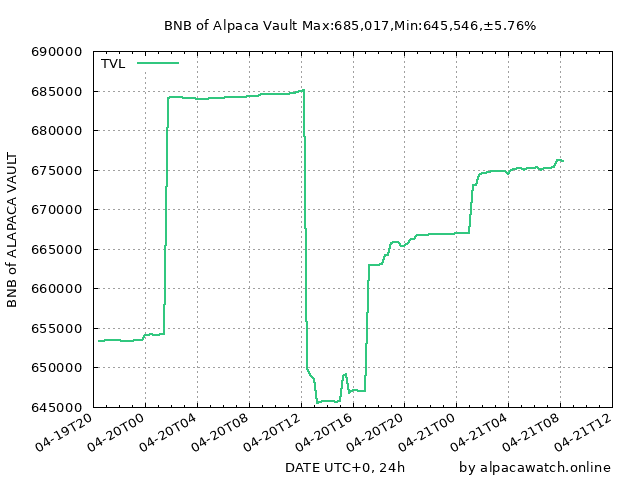 BNB of Alpaca Vault Max:685,017,Min:645,546,±5.76%
690000
TVL
685000
680000
675000
670000
665000
660000
655000
650000
645000
BNB of ALAPACA VAULT
04-19T20
04-20T00
04-20T04
04-20T08
04-20T12
04-20T16
04-20T20
04-21T00
04-21T04
04-21T08
04-21T12
DATE UTC+0, 24h
by alpacawatch.online